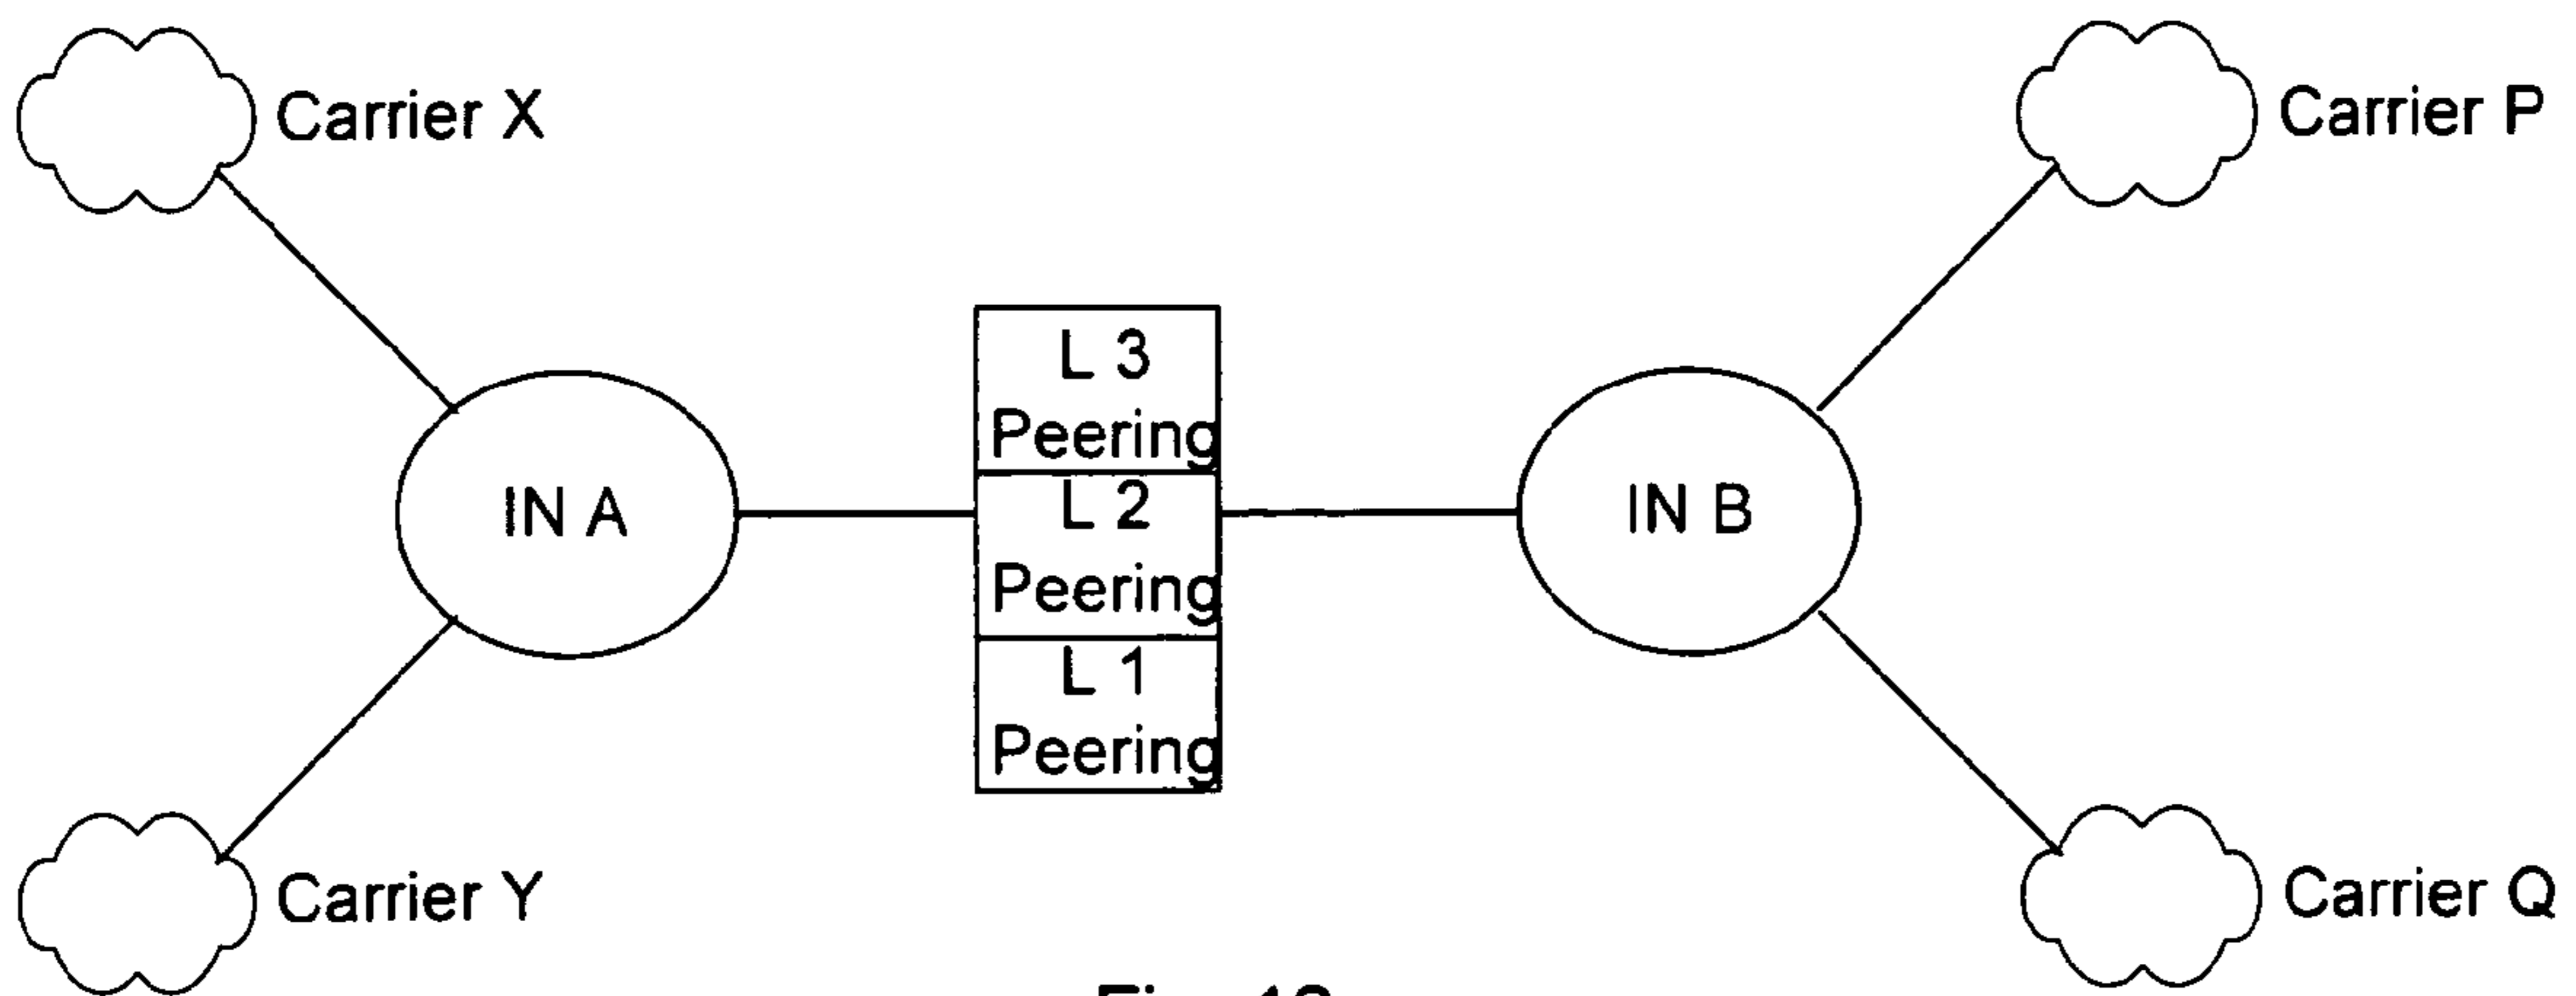 Carrier X
Carrier P
L 3
Peering
IN A
L 2
Peering
IN B
L 1
Peering
Carrier Y
Carrier Q